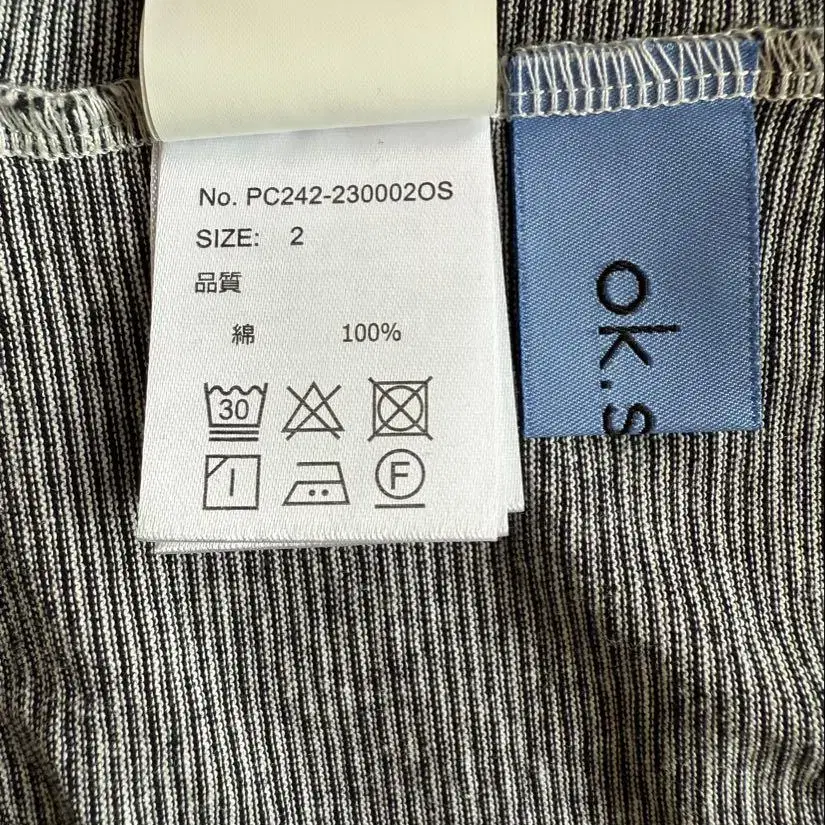 No. PC242-230002OS
SIZE: 2
品質
綿 100%
30
F
ok.s